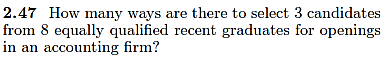 2.47 How many ways are there to select 3 candidates
from 8 equally qualified recent graduates for openings
in an accounting firm?